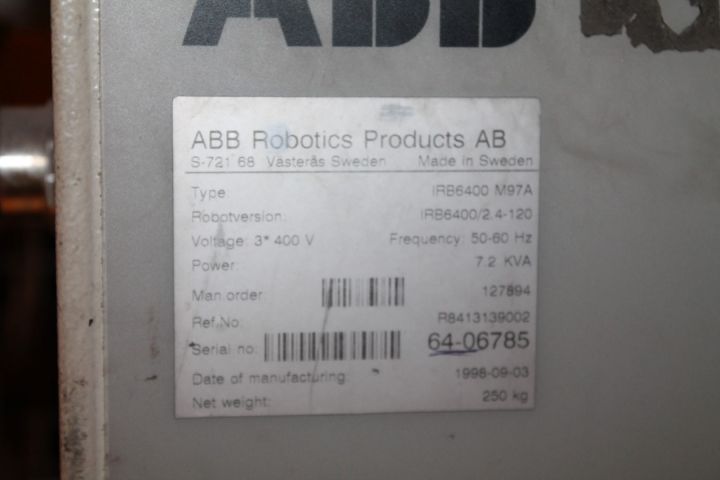 ABB
ABB Robotics Products AB
S-721 68 Västerås Sweden Made in Sweden
Type IRB6400 M97A
Robotversion: IRB6400/2.4-120
Voltage: 3* 400 V Frequency: 50-60 Hz
Power: 7.2 KVA
Man.order: 127894
Ref.No: R8413139002
Serial no: 64-06785
Date of manufacturing: 1998-09-03
Net weight: 250 kg